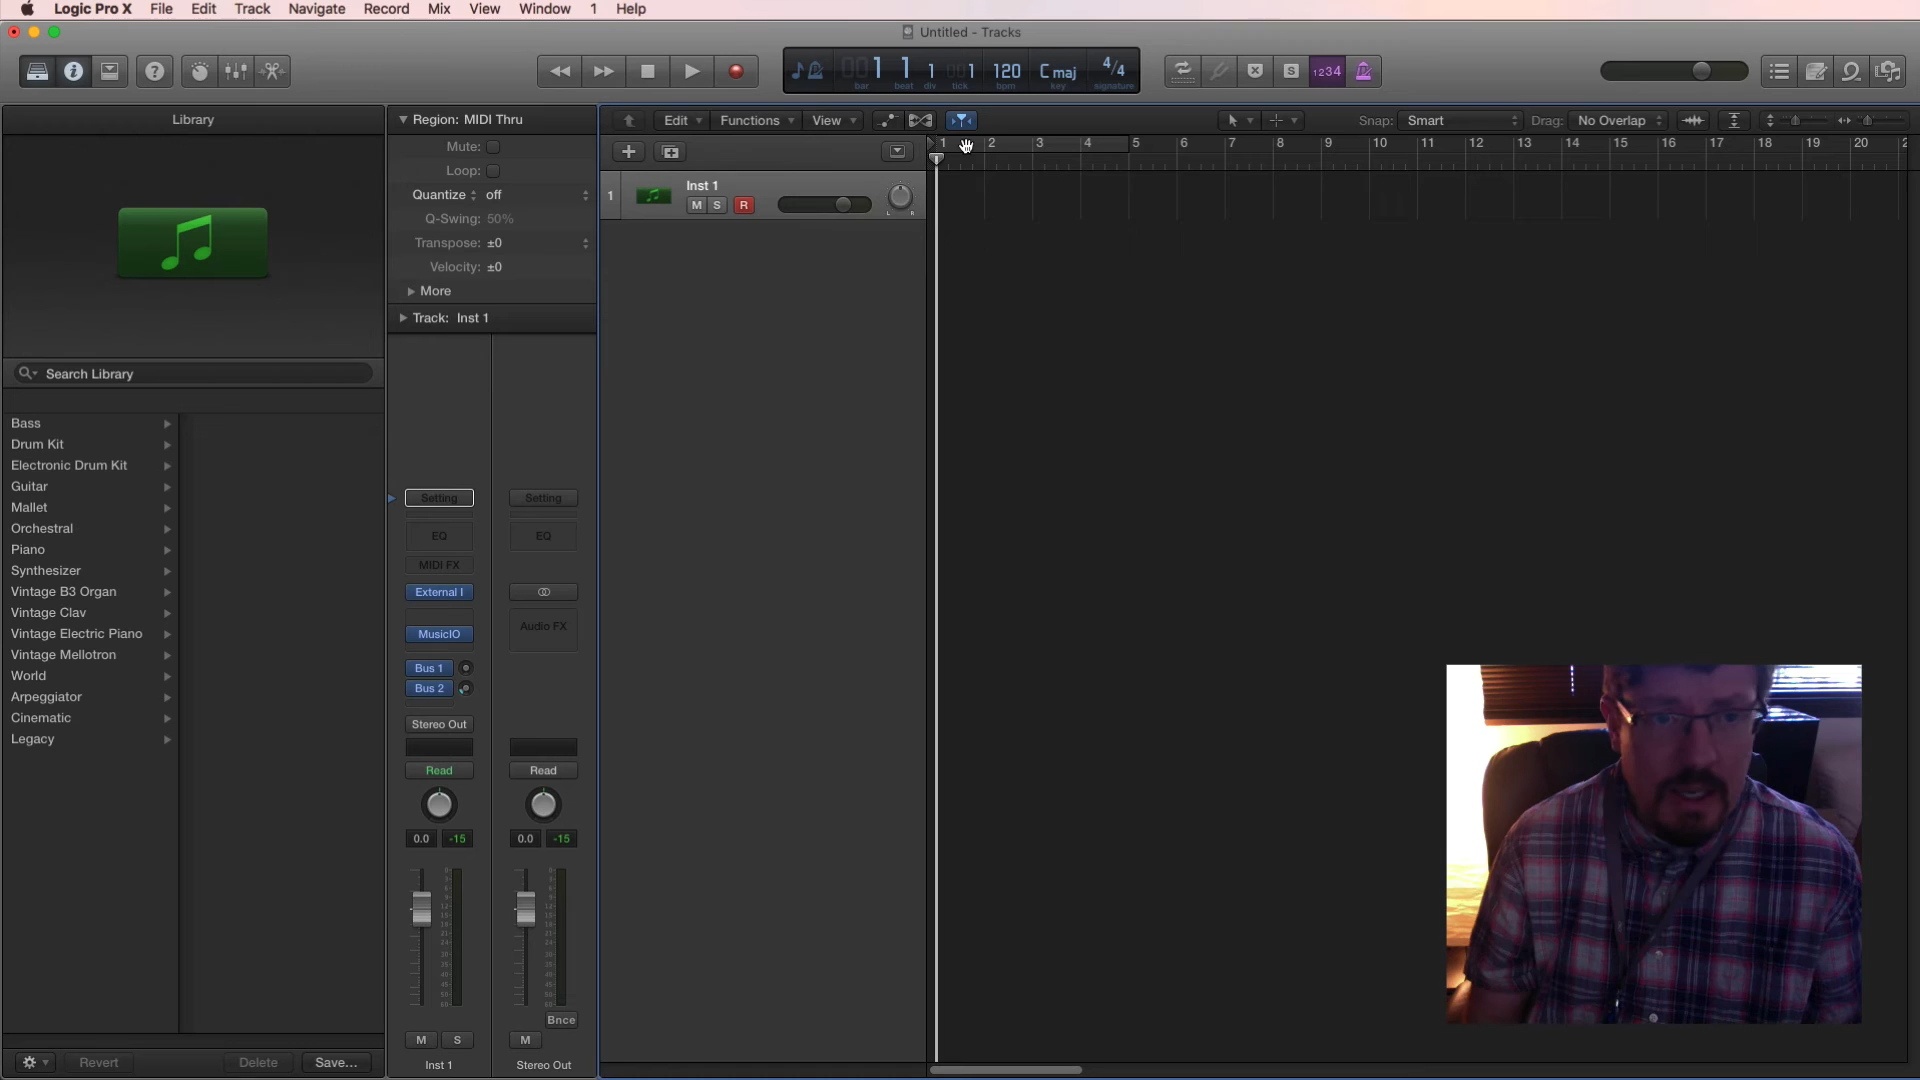 Logic Pro X File Edit Track Navigate Record Mix View Window 1 Help
Untitled - Tracks
1 1 1 1 120 C maj 4/4
bar beat div tick bpm key signature
1234
Library
Region: MIDI Thru
Edit Functions View
Snap: Smart Drag: No Overlap
Mute:
Loop:
Quantize off
Q-Swing: 50%
Transpose: ±0
Velocity: ±0
More
Track: Inst 1
1 2 3 4 5 6 7 8 9 10 11 12 13 14 15 16 17 18 19 20
1 Inst 1
M S R
L R
Search Library
Bass
Drum Kit
Electronic Drum Kit
Guitar
Mallet
Orchestral
Piano
Synthesizer
Vintage B3 Organ
Vintage Clav
Vintage Electric Piano
Vintage Mellotron
World
Arpeggiator
Cinematic
Legacy
Setting Setting
EQ EQ
MIDI FX
External I
Audio FX
MusicIO
Bus 1
Bus 2
Stereo Out
Read Read
0.0 -15 0.0 -15
Bnce
M S M
Inst 1 Stereo Out
Revert Delete Save...